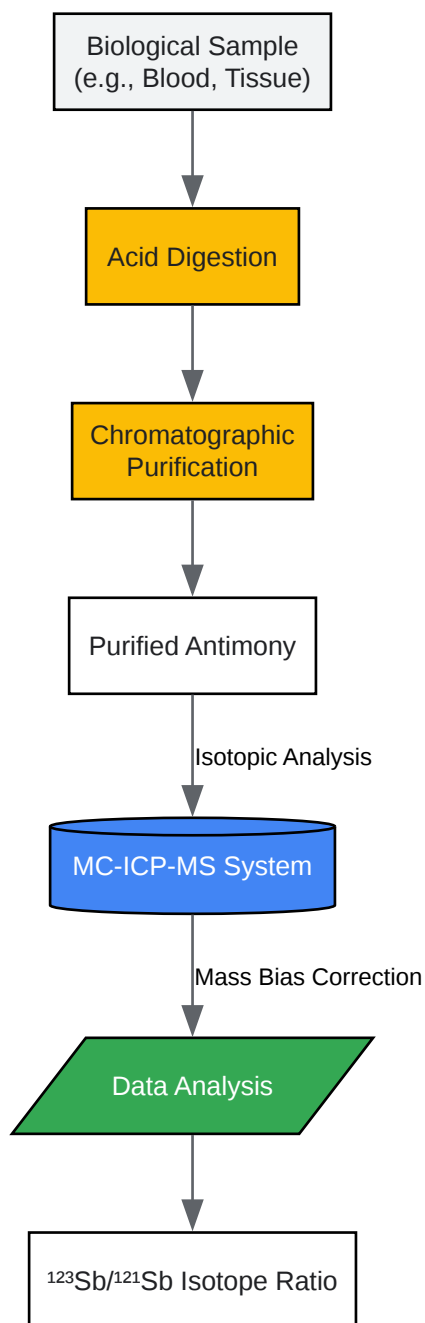 Biological Sample
(e.g., Blood, Tissue)
Acid Digestion
Chromatographic
Purification
Purified Antimony
Isotopic Analysis
MC-ICP-MS System
Mass Bias Correction
Data Analysis
¹²³Sb/¹²¹Sb Isotope Ratio